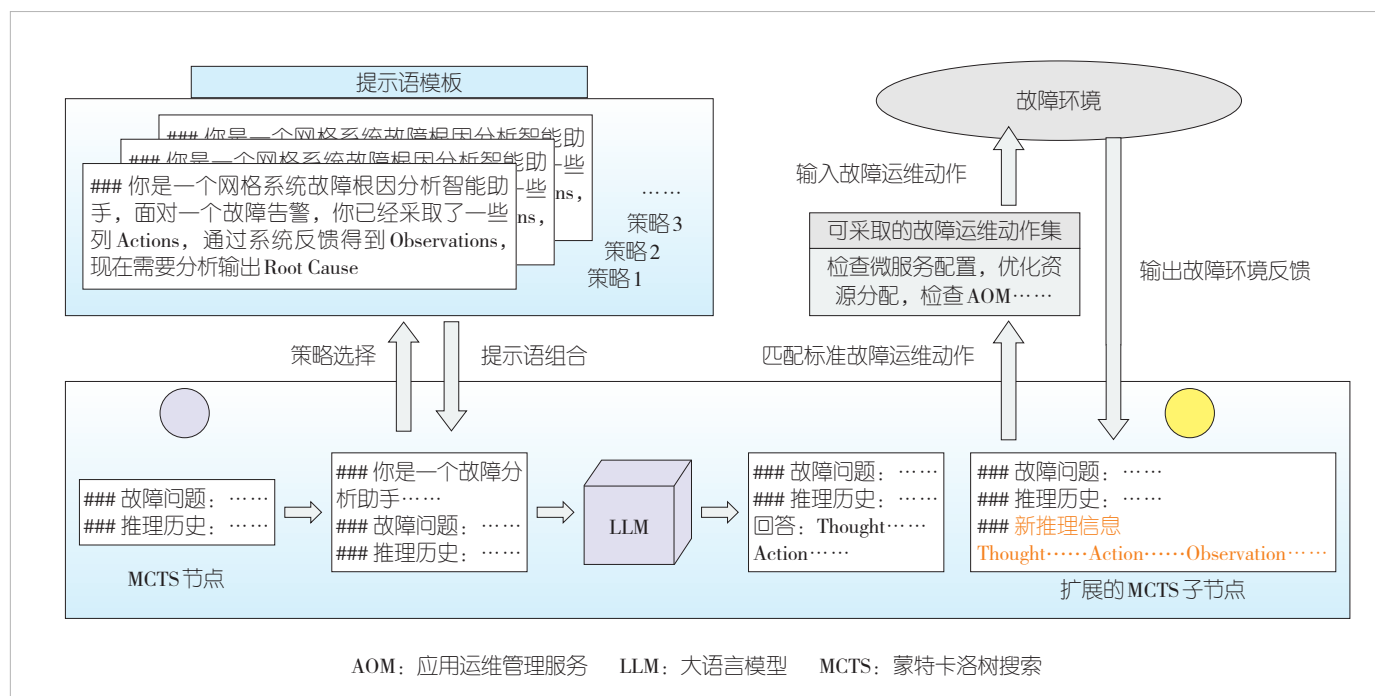 提示语模板
### 你是一个网格系统故障根因分析智能助
### 你是一个网格系统故障根因分析智能助
一些
ns,
### 你是一个网格系统故障根因分析智能助
手，面对一个故障告警，你已经采取了一些
列 Actions，通过系统反馈得到 Observations，
现在需要分析输出 Root Cause
……
策略 3
策略 2
策略 1
策略选择
提示语组合
故障环境
输入故障运维动作
可采取的故障运维动作集
检查微服务配置，优化资
源分配，检查 AOM……
匹配标准故障运维动作
输出故障环境反馈
### 故障问题：……
### 推理历史：……
MCTS 节点
### 你是一个故障分
析助手……
### 故障问题：……
### 推理历史：……
LLM
### 故障问题：……
### 推理历史：……
回答：Thought……
Action……
### 故障问题：……
### 推理历史：……
### 新推理信息
Thought……Action……Observation……
扩展的 MCTS 子节点
AOM：应用运维管理服务 LLM：大语言模型 MCTS：蒙特卡洛树搜索